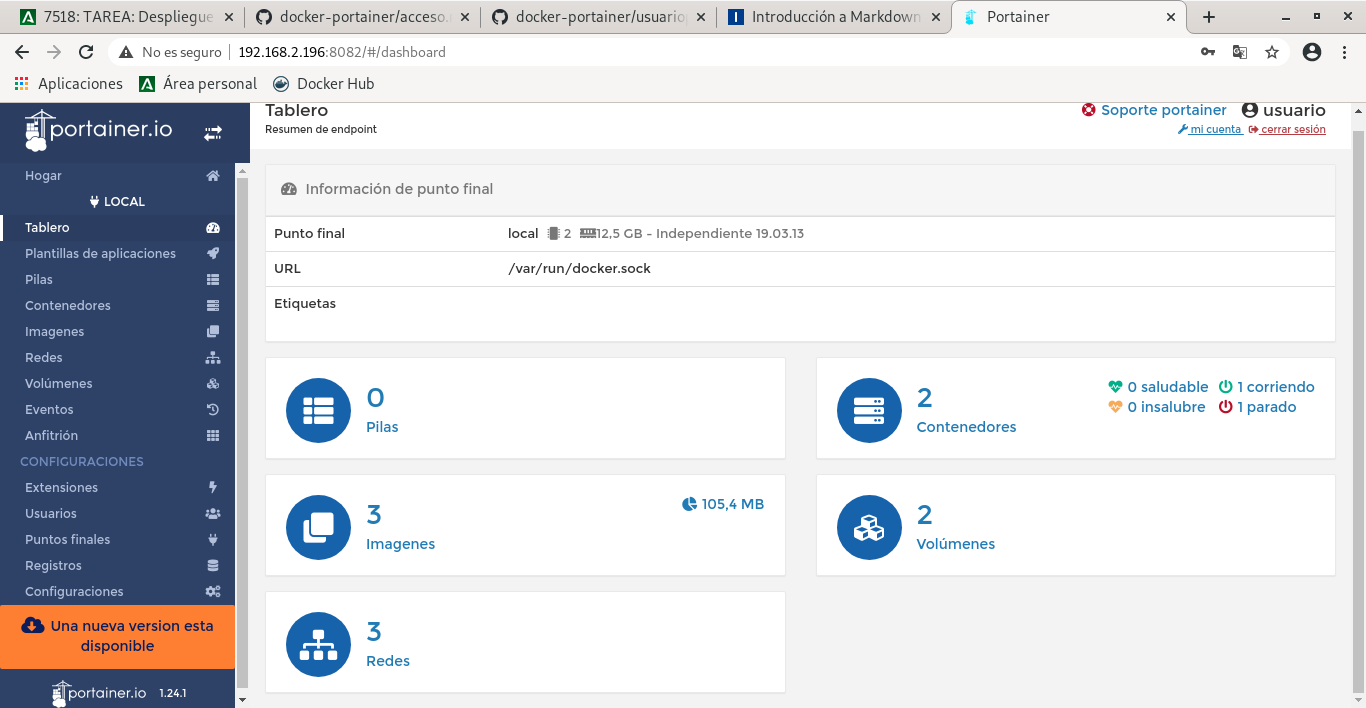 7518: TAREA: Despliegue
docker-portainer/acceso.
docker-portainer/usuario
Introducción a Markdown
Portainer
No es seguro
192.168.2.196:8082/#/dashboard
Aplicaciones
Área personal
Docker Hub
portainer.io
Tablero
Resumen de endpoint
Soporte portainer
usuario
mi cuenta
cerrar sesión
Hogar
LOCAL
Tablero
Plantillas de aplicaciones
Pilas
Contenedores
Imagenes
Redes
Volúmenes
Eventos
Anfitrión
CONFIGURACIONES
Extensiones
Usuarios
Puntos finales
Registros
Configuraciones
Una nueva version esta
disponible
portainer.io 1.24.1
Información de punto final
Punto final local 2 12,5 GB - Independiente 19.03.13
URL /var/run/docker.sock
Etiquetas
0
Pilas
2
Contenedores
0 saludable 1 corriendo
0 insalubre 1 parado
3
Imagenes
105,4 MB
2
Volúmenes
3
Redes